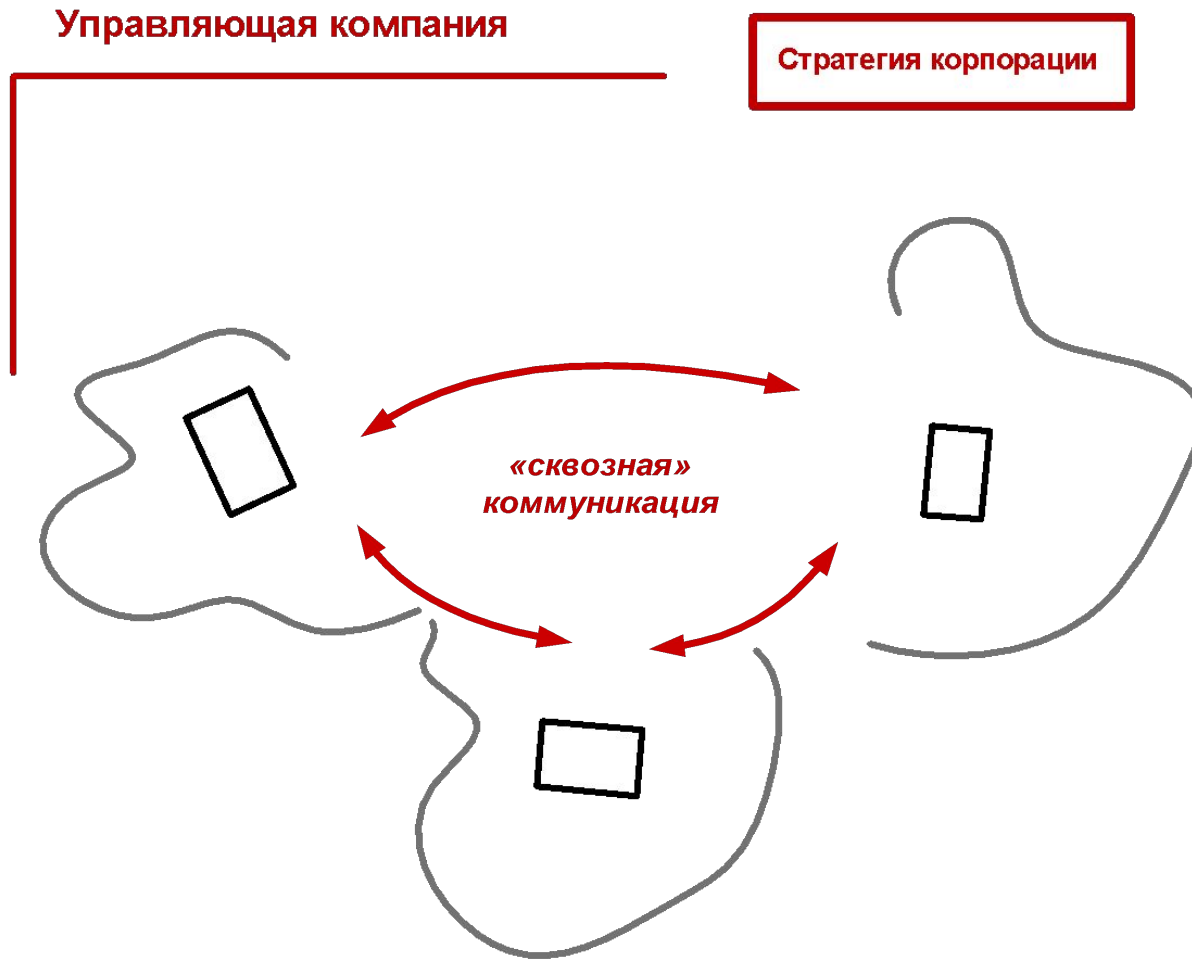 Управляющая компания
Стратегия корпорации
«сквозная»
коммуникация